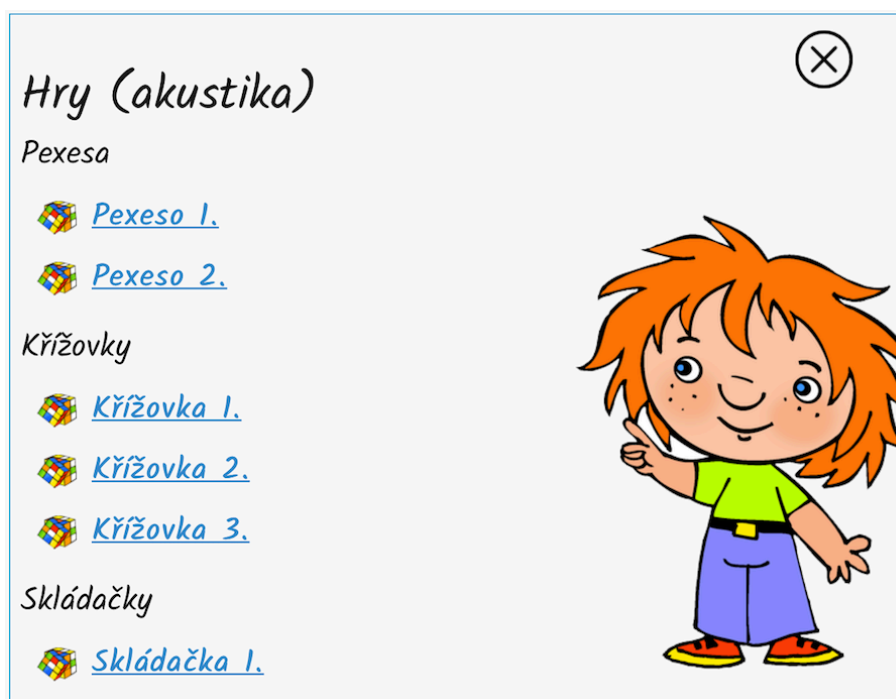 Hry (akustika)
Pexesa
Pexeso 1.
Pexeso 2.
Křížovky
Křížovka 1.
Křížovka 2.
Křížovka 3.
Skládačky
Skládačka 1.